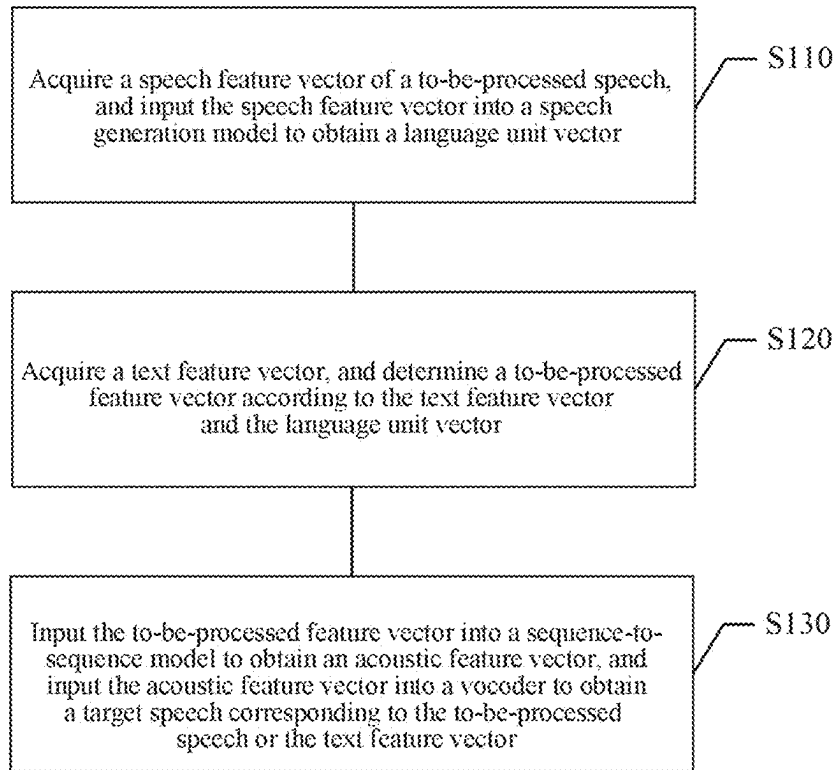 Acquire a speech feature vector of a to-be-processed speech,
and input the speech feature vector into a speech
generation model to obtain a language unit vector
S110
Acquire a text feature vector, and determine a to-be-processed
feature vector according to the text feature vector
and the language unit vector
S120
Input the to-be-processed feature vector into a sequence-to-
sequence model to obtain an acoustic feature vector, and
input the acoustic feature vector into a vocoder to obtain
a target speech corresponding to the to-be-processed
speech or the text feature vector
S130